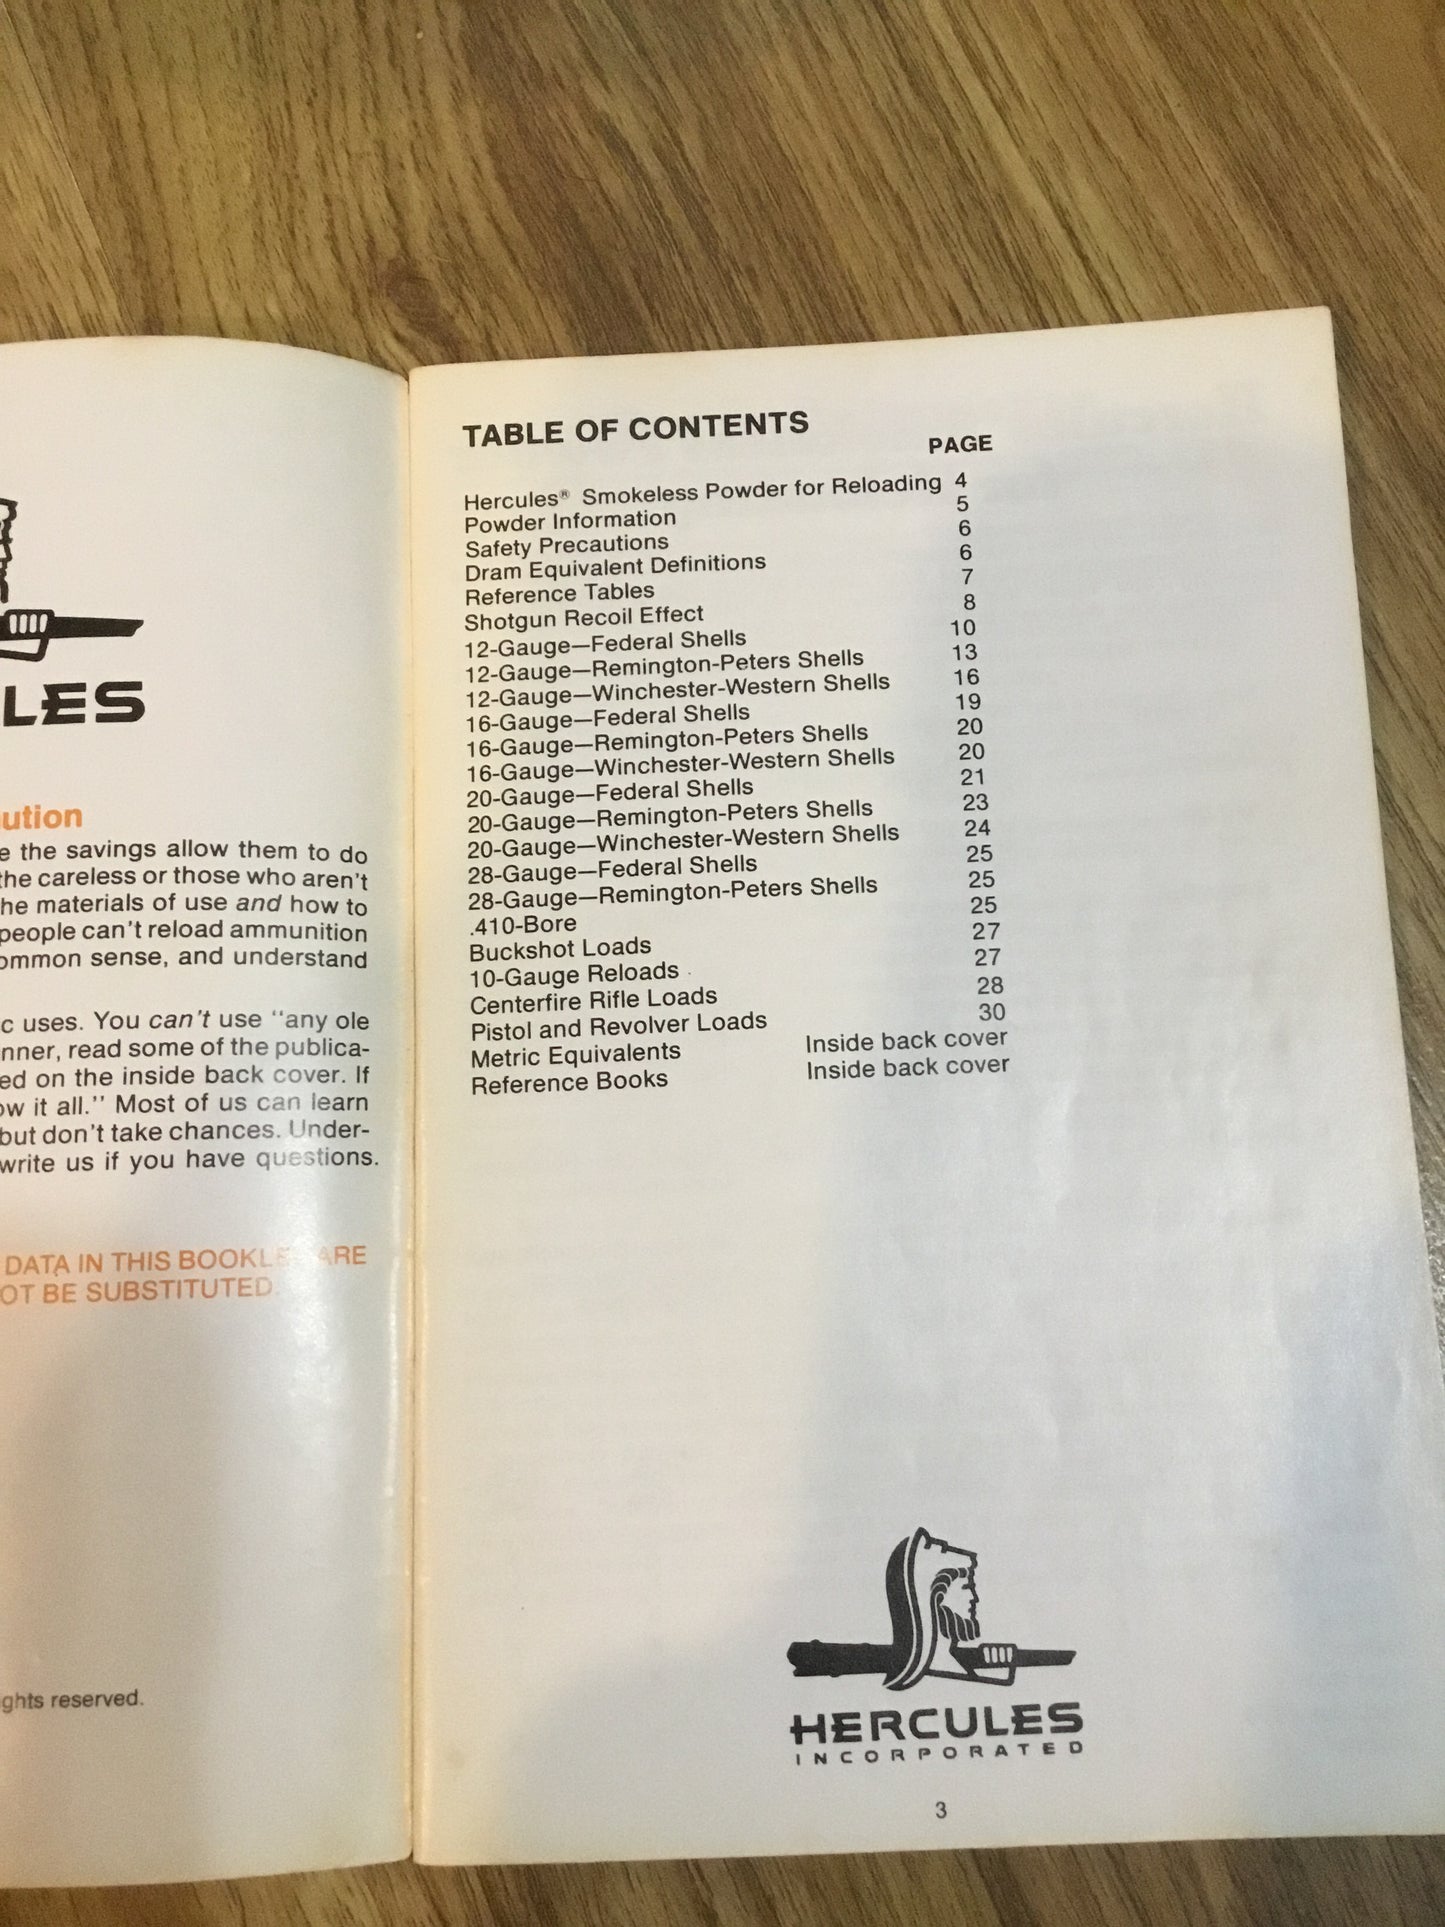 LES
ution
e the savings allow them to do
the careless or those who aren't
he materials of use and how to
people can't reload ammunition
ommon sense, and understand
c uses. You can't use "any ole
nner, read some of the publica-
ed on the inside back cover. If
ow it all." Most of us can learn
but don't take chances. Under-
write us if you have questions.
DATA IN THIS BOOKLET ARE
OT BE SUBSTITUTED.
ghts reserved.
TABLE OF CONTENTS
PAGE
Hercules® Smokeless Powder for Reloading 4
Powder Information 5
Safety Precautions 6
Dram Equivalent Definitions 6
Reference Tables 7
Shotgun Recoil Effect 8
12-Gauge—Federal Shells 10
12-Gauge—Remington-Peters Shells 13
12-Gauge—Winchester-Western Shells 16
16-Gauge—Federal Shells 19
16-Gauge—Remington-Peters Shells 20
16-Gauge—Winchester-Western Shells 20
20-Gauge—Federal Shells 21
20-Gauge—Remington-Peters Shells 23
20-Gauge—Winchester-Western Shells 24
28-Gauge—Federal Shells 25
28-Gauge—Remington-Peters Shells 25
.410-Bore 25
Buckshot Loads 27
10-Gauge Reloads 27
Centerfire Rifle Loads 28
Pistol and Revolver Loads 30
Metric Equivalents Inside back cover
Reference Books Inside back cover
HERCULES
INCORPORATED
3